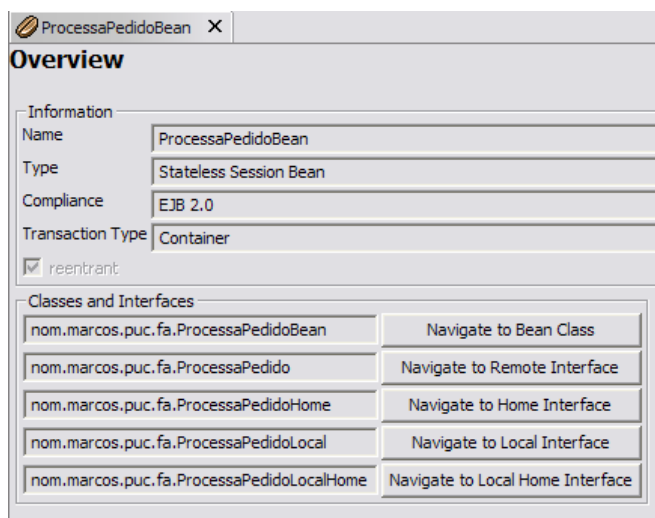 ProcessaPedidoBean X
Overview
Information
Name ProcessaPedidoBean
Type Stateless Session Bean
Compliance EJB 2.0
Transaction Type Container
reentrant
Classes and Interfaces
nom.marcos.puc.fa.ProcessaPedidoBean Navigate to Bean Class
nom.marcos.puc.fa.ProcessaPedido Navigate to Remote Interface
nom.marcos.puc.fa.ProcessaPedidoHome Navigate to Home Interface
nom.marcos.puc.fa.ProcessaPedidoLocal Navigate to Local Interface
nom.marcos.puc.fa.ProcessaPedidoLocalHome Navigate to Local Home Interface